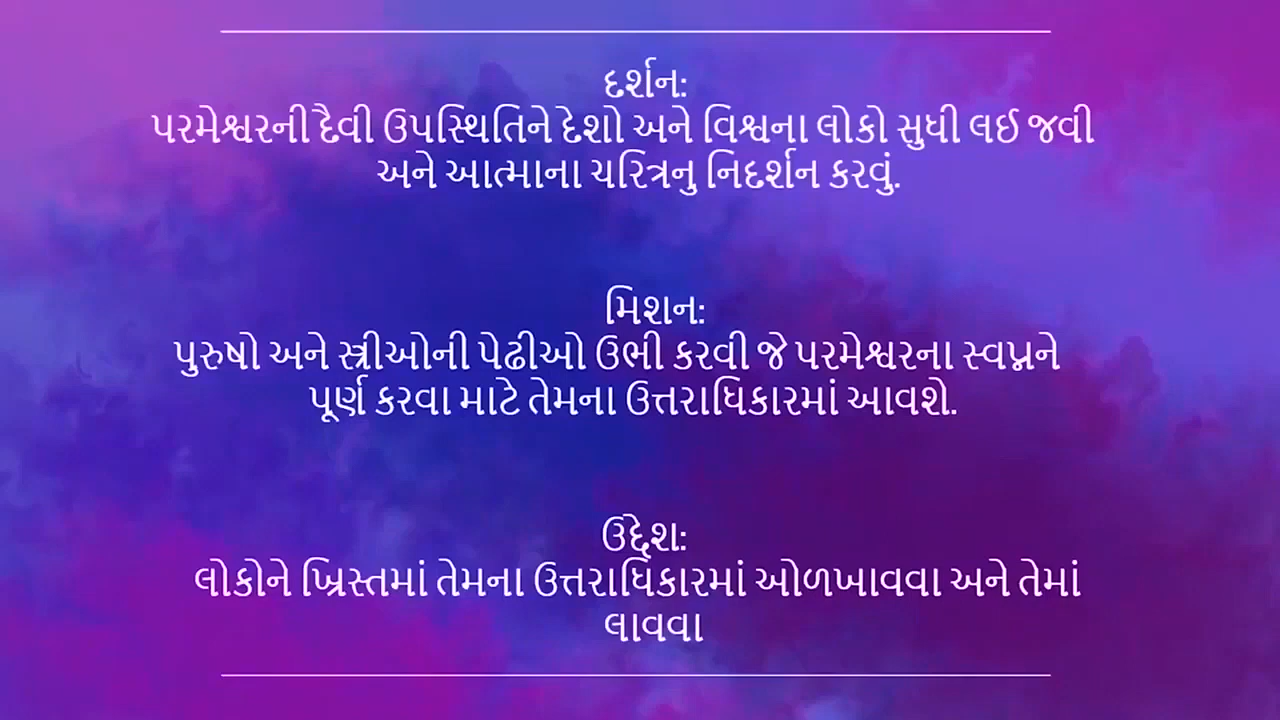 દર્શન:
પરમેશ્વરની દૈવી ઉપસ્થિતિને દેશો અને વિશ્વના લોકો સુધી લઈ જવી
અને આત્માના ચરિત્રનુ નિદર્શન કરવું.
મિશન:
પુરુષો અને સ્ત્રીઓની પેઢીઓ ઉભી કરવી જે પરમેશ્વરના સ્વપ્નને
પૂર્ણ કરવા માટે તેમના ઉત્તરાધિકારમાં આવશે.
ઉદ્દેશ:
લોકોને ખ્રિસ્તમાં તેમના ઉત્તરાધિકારમાં ઓળખાવવા અને તેમાં
લાવવા